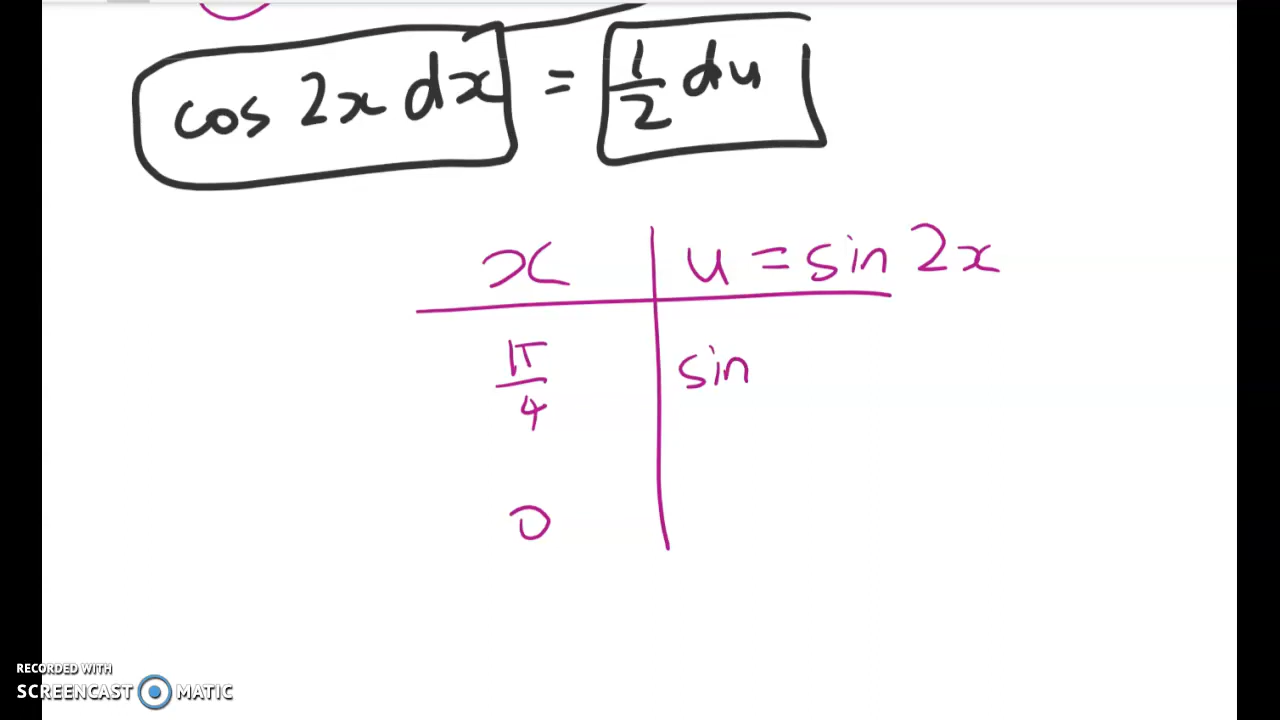 cos 2x dx = 1/2 du
x | u = sin 2x
π/4 | sin
0
RECORDED WITH
SCREENCAST MATIC